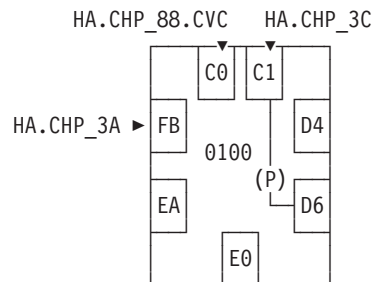 HA.CHP_88.CVC HA.CHP_3C
C0 C1
HA.CHP_3A ► FB D4
0100
(P)
EA D6
E0